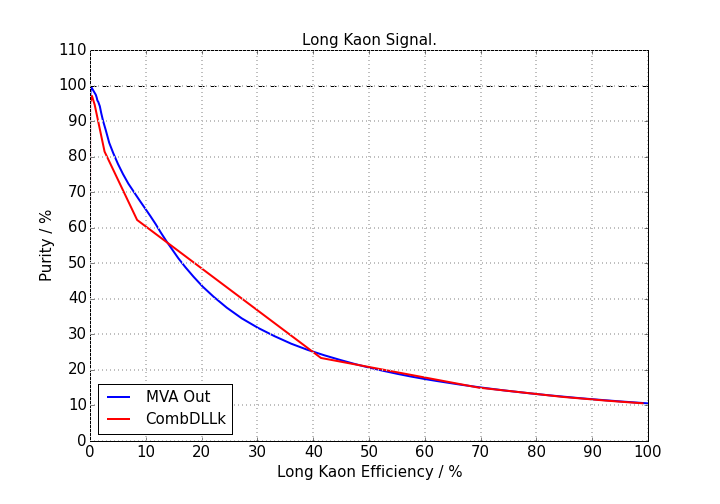 Long Kaon Signal.
110
100
90
80
70
60
50
40
30
20
10
0
Purity / %
MVA Out
CombDLLk
0 10 20 30 40 50 60 70 80 90 100
Long Kaon Efficiency / %